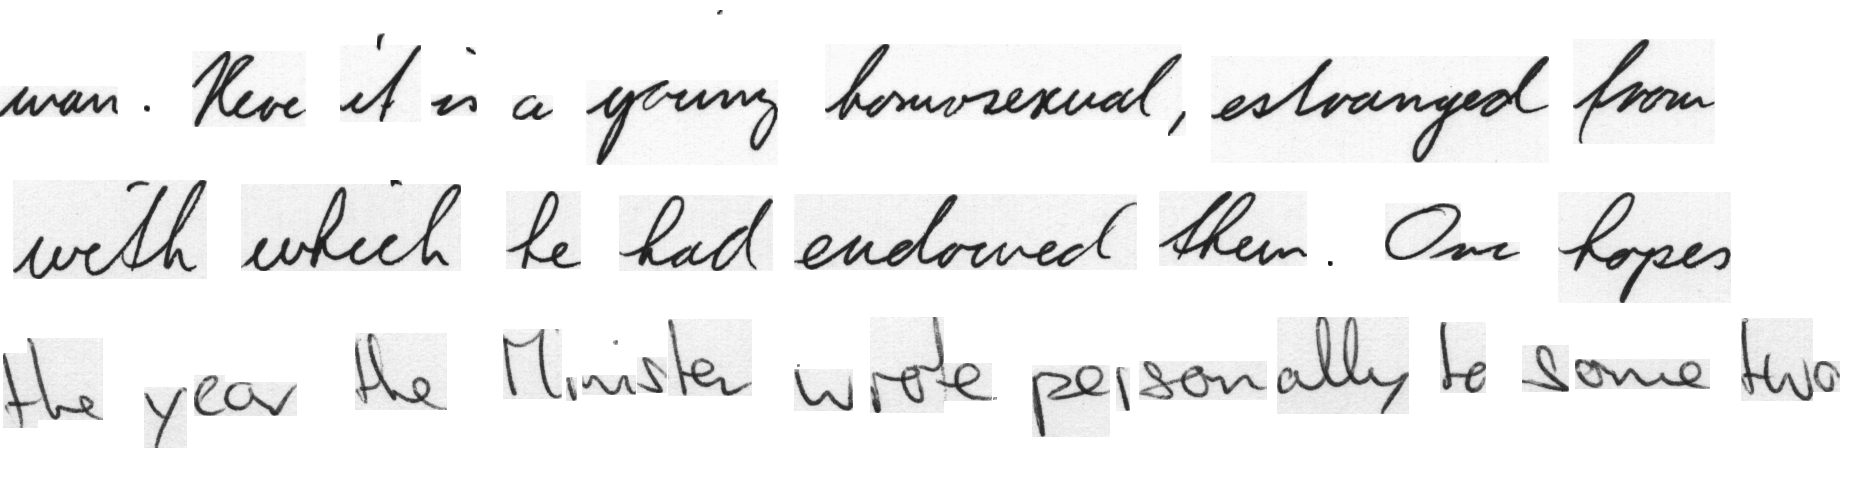 man. Here it is a young homosexual, estranged from
with which he had endowed them. One hopes
the year the Minister wrote personally to some two